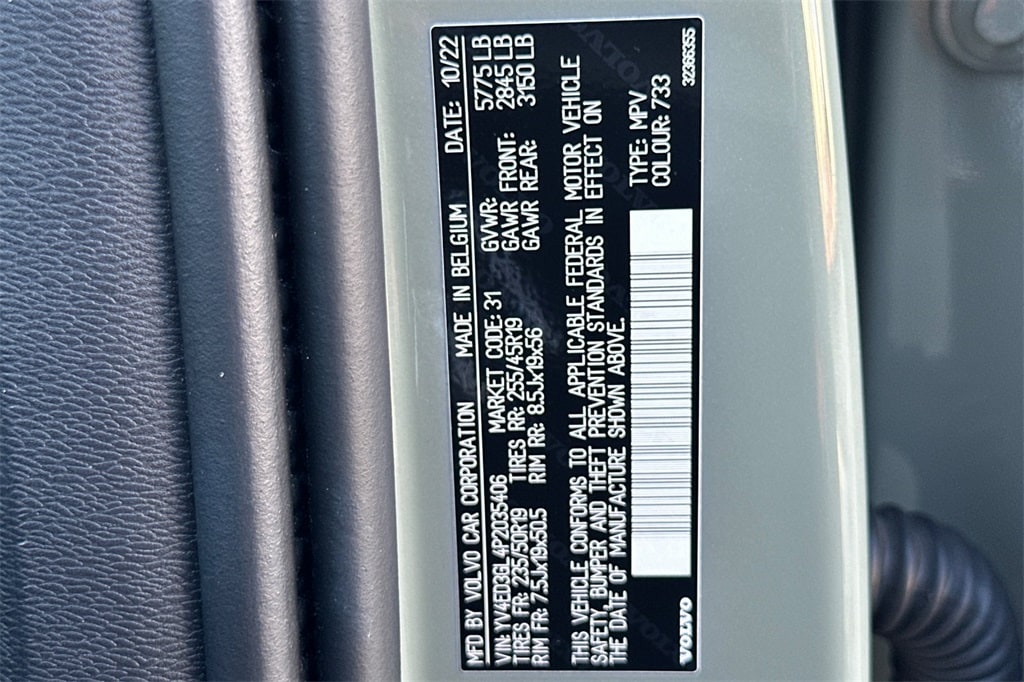 MFD BY VOLVO CAR CORPORATION MADE IN BELGIUM DATE: 10/22
VIN: YV4ED3GL4P2035406 MARKET CODE: 31 GVWR: 5775 LB
TIRES FR: 235/50R19 TIRES RR: 255/45R19 GAWR FRONT: 2845 LB
RIM FR: 7.5Jx19x50.5 RIM RR: 8.5Jx19x56 GAWR REAR: 3150 LB
THIS VEHICLE CONFORMS TO ALL APPLICABLE FEDERAL MOTOR VEHICLE
SAFETY, BUMPER AND THEFT PREVENTION STANDARDS IN EFFECT ON
THE DATE OF MANUFACTURE SHOWN ABOVE.
TYPE: MPV
COLOUR: 733
VOLVO
32366355